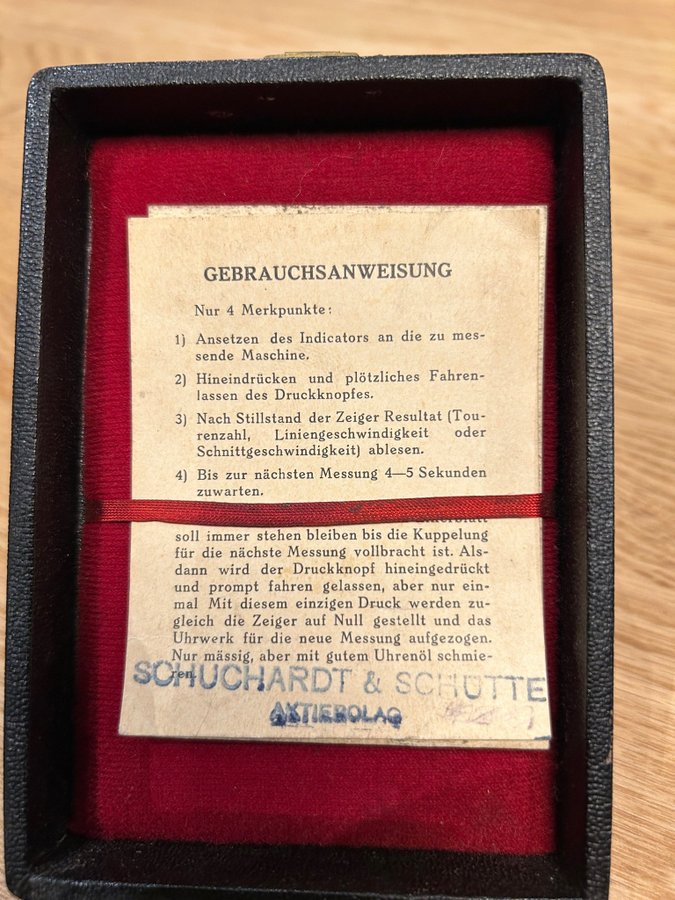 GEBRAUCHSANWEISUNG
Nur 4 Merkpunkte:
1) Ansetzen des Indicators an die zu mes-
sende Maschine.
2) Hineindrücken und plötzliches Fahren-
lassen des Druckknopfes.
3) Nach Stillstand der Zeiger Resultat (Tou-
renzahl, Liniengeschwindigkeit oder
Schnittgeschwindigkeit) ablesen.
4) Bis zur nächsten Messung 4—5 Sekunden
zuwarten.
soll immer stehen bleiben bis die Kuppelung
für die nächste Messung vollbracht ist. Als-
dann wird der Druckknopf hineingedrückt
und prompt fahren gelassen, aber nur ein-
mal Mit diesem einzigen Druck werden zu-
gleich die Zeiger auf Null gestellt und das
Uhrwerk für die neue Messung aufgezogen.
Nur mässig, aber mit gutem Uhrenöl schmie-
ren.
SCHUCHARDT & SCHÜTTE
AKTIEBOLAG